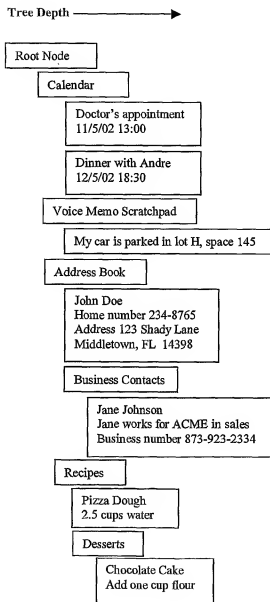 Tree Depth
Root Node
Calendar
Doctor's appointment
11/5/02 13:00
Dinner with Andre
12/5/02 18:30
Voice Memo Scratchpad
My car is parked in lot H, space 145
Address Book
John Doe
Home number 234-8765
Address 123 Shady Lane
Middletown, FL 14398
Business Contacts
Jane Johnson
Jane works for ACME in sales
Business number 873-923-2334
Recipes
Pizza Dough
2.5 cups water
Desserts
Chocolate Cake
Add one cup flour